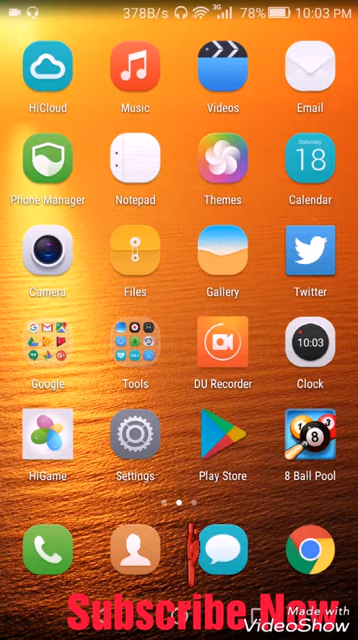 378B/s 3G 78% 10:03 PM
HiCloud Music Videos Email
Saturday
18
Phone Manager Notepad Themes Calendar
Camera Files Gallery Twitter
10:03
Google Tools DU Recorder Clock
8
HiGame Settings Play Store 8 Ball Pool
Subscribe Now
Made with
VideoShow